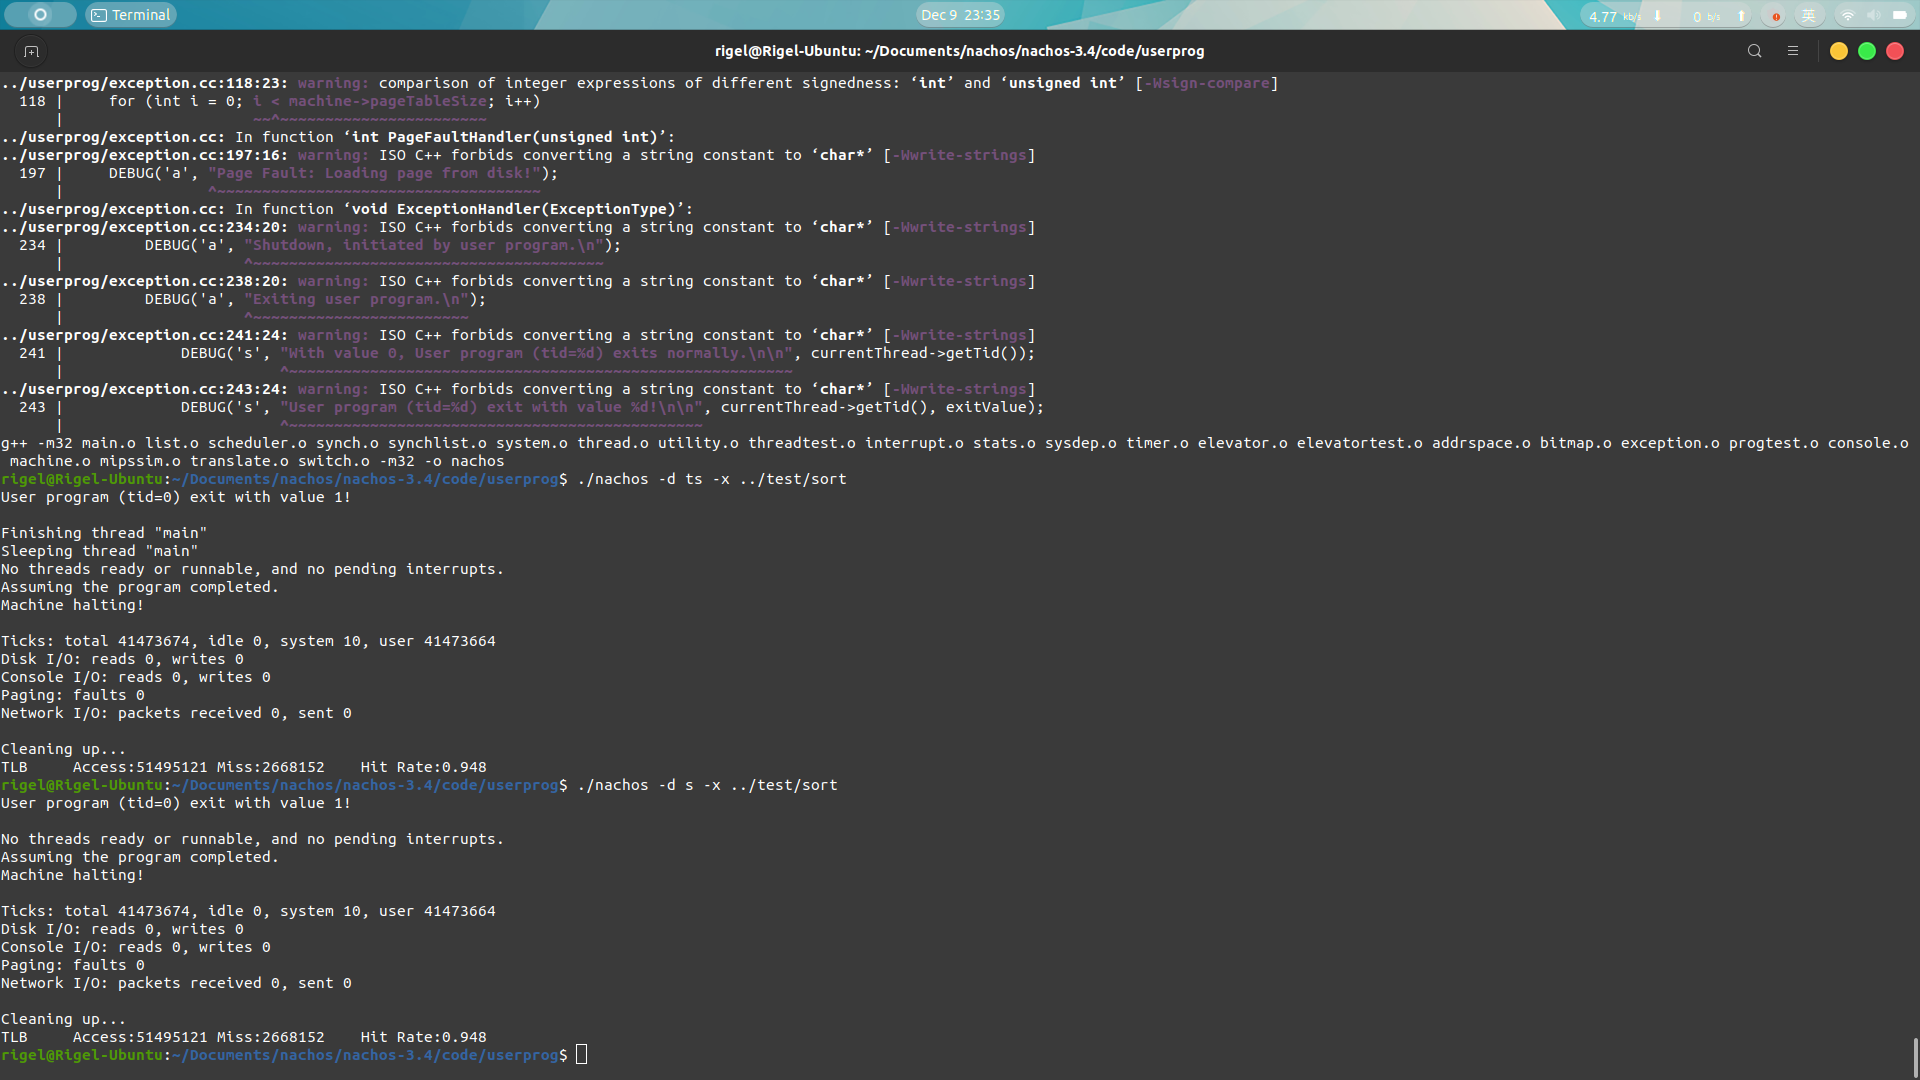 Terminal
Dec 9 23:35
4.77 kb/s
0 b/s
英
rigel@Rigel-Ubuntu: ~/Documents/nachos/nachos-3.4/code/userprog
../userprog/exception.cc:118:23: warning: comparison of integer expressions of different signedness: ‘int’ and ‘unsigned int’ [-Wsign-compare]
  118 |     for (int i = 0; i < machine->pageTableSize; i++)
      |                     ~~^~~~~~~~~~~~~~~~~~~~~~~~
../userprog/exception.cc: In function ‘int PageFaultHandler(unsigned int)’:
../userprog/exception.cc:197:16: warning: ISO C++ forbids converting a string constant to ‘char*’ [-Wwrite-strings]
  197 |     DEBUG('a', "Page Fault: Loading page from disk!");
      |                ^~~~~~~~~~~~~~~~~~~~~~~~~~~~~~~~~~~~~
../userprog/exception.cc: In function ‘void ExceptionHandler(ExceptionType)’:
../userprog/exception.cc:234:20: warning: ISO C++ forbids converting a string constant to ‘char*’ [-Wwrite-strings]
  234 |         DEBUG('a', "Shutdown, initiated by user program.\n");
      |                    ^~~~~~~~~~~~~~~~~~~~~~~~~~~~~~~~~~~~~~~~
../userprog/exception.cc:238:20: warning: ISO C++ forbids converting a string constant to ‘char*’ [-Wwrite-strings]
  238 |         DEBUG('a', "Exiting user program.\n");
      |                    ^~~~~~~~~~~~~~~~~~~~~~~~~
../userprog/exception.cc:241:24: warning: ISO C++ forbids converting a string constant to ‘char*’ [-Wwrite-strings]
  241 |             DEBUG('s', "With value 0, User program (tid=%d) exits normally.\n\n", currentThread->getTid());
      |                        ^~~~~~~~~~~~~~~~~~~~~~~~~~~~~~~~~~~~~~~~~~~~~~~~~~~~~~~~~
../userprog/exception.cc:243:24: warning: ISO C++ forbids converting a string constant to ‘char*’ [-Wwrite-strings]
  243 |             DEBUG('s', "User program (tid=%d) exit with value %d!\n\n", currentThread->getTid(), exitValue);
      |                        ^~~~~~~~~~~~~~~~~~~~~~~~~~~~~~~~~~~~~~~~~~~~~~~
g++ -m32 main.o list.o scheduler.o synch.o synchlist.o system.o thread.o utility.o threadtest.o interrupt.o stats.o sysdep.o timer.o elevator.o elevatortest.o addrspace.o bitmap.o exception.o progtest.o console.o
 machine.o mipssim.o translate.o switch.o -m32 -o nachos
rigel@Rigel-Ubuntu:~/Documents/nachos/nachos-3.4/code/userprog$ ./nachos -d ts -x ../test/sort
User program (tid=0) exit with value 1!
Finishing thread "main"
Sleeping thread "main"
No threads ready or runnable, and no pending interrupts.
Assuming the program completed.
Machine halting!
Ticks: total 41473674, idle 0, system 10, user 41473664
Disk I/O: reads 0, writes 0
Console I/O: reads 0, writes 0
Paging: faults 0
Network I/O: packets received 0, sent 0
Cleaning up...
TLB     Access:51495121 Miss:2668152    Hit Rate:0.948
rigel@Rigel-Ubuntu:~/Documents/nachos/nachos-3.4/code/userprog$ ./nachos -d s -x ../test/sort
User program (tid=0) exit with value 1!
No threads ready or runnable, and no pending interrupts.
Assuming the program completed.
Machine halting!
Ticks: total 41473674, idle 0, system 10, user 41473664
Disk I/O: reads 0, writes 0
Console I/O: reads 0, writes 0
Paging: faults 0
Network I/O: packets received 0, sent 0
Cleaning up...
TLB     Access:51495121 Miss:2668152    Hit Rate:0.948
rigel@Rigel-Ubuntu:~/Documents/nachos/nachos-3.4/code/userprog$